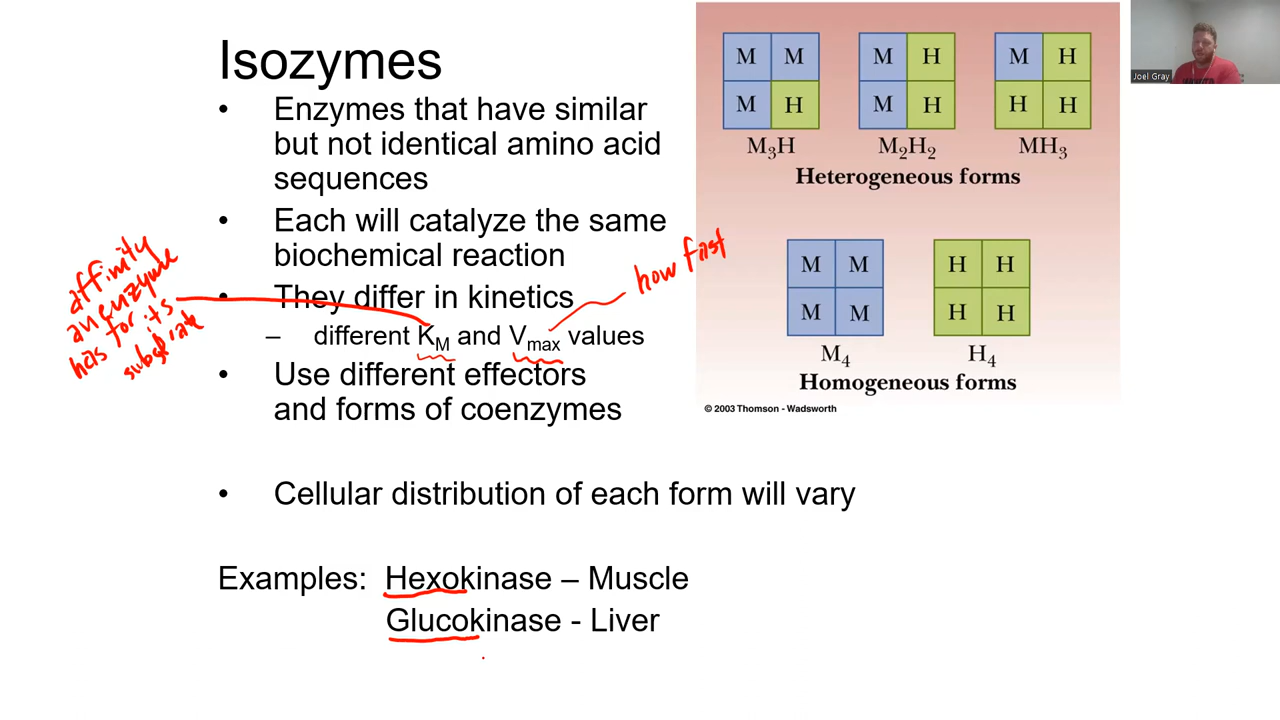 Isozymes
• Enzymes that have similar
but not identical amino acid
sequences
• Each will catalyze the same
biochemical reaction
• They differ in kinetics
– different KM and Vmax values
• Use different effectors
and forms of coenzymes
• Cellular distribution of each form will vary
Examples: Hexokinase – Muscle
Glucokinase - Liver
affinity
an enzyme
has for its
substrate
how fast
M M M H M H
M H M H H H
M3H M2H2 MH3
Heterogeneous forms
M M H H
M M H H
M4 H4
Homogeneous forms
© 2003 Thomson - Wadsworth
Joel Gray